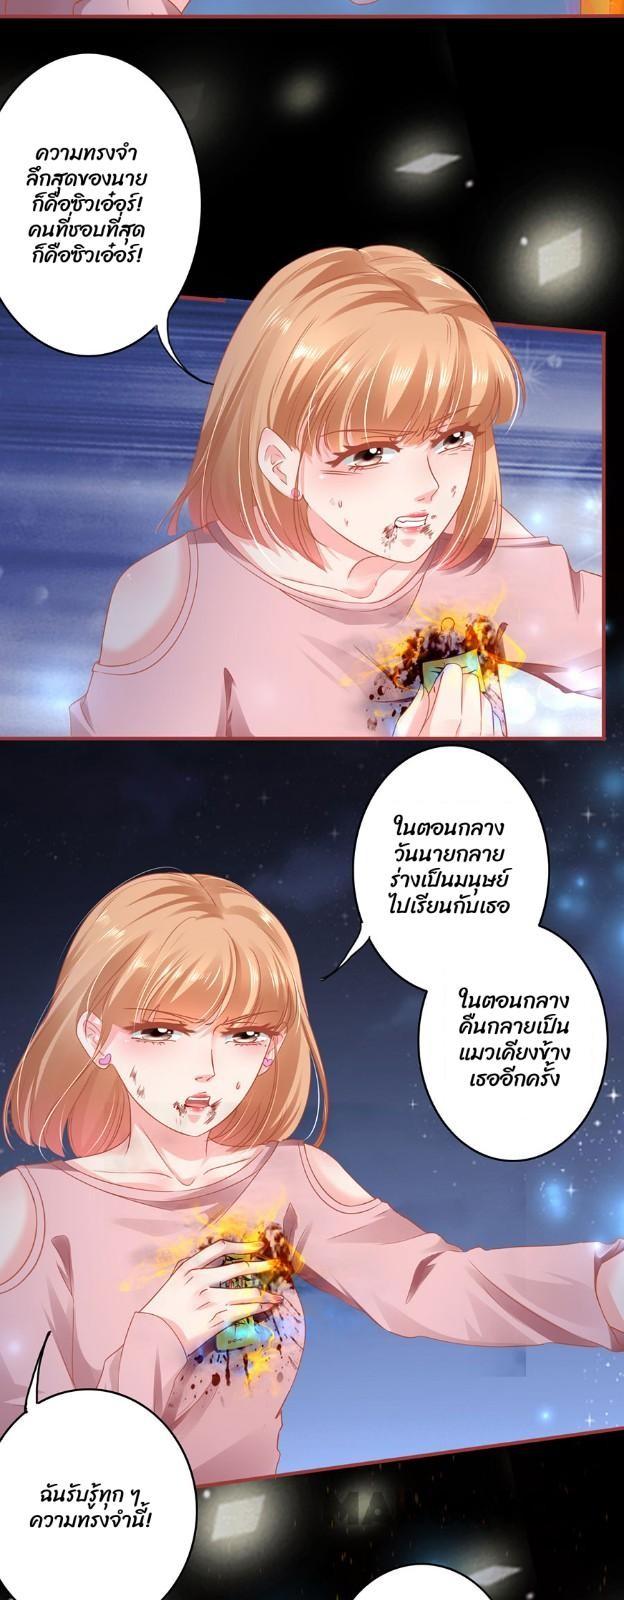 ความทรงจำ
ลึกสุดของนาย
ก็คือซิวเอ๋อร์!
คนที่ชอบที่สุด
ก็คือซิวเอ๋อร์!
ในตอนกลาง
วันนายกลาย
ร่างเป็นมนุษย์
ไปเรียนกับเธอ
ในตอนกลาง
คืนกลายเป็น
แมวเคียงข้าง
เธออีกครั้ง
ฉันรับรู้ทุก ๆ
ความทรงจำนี้!